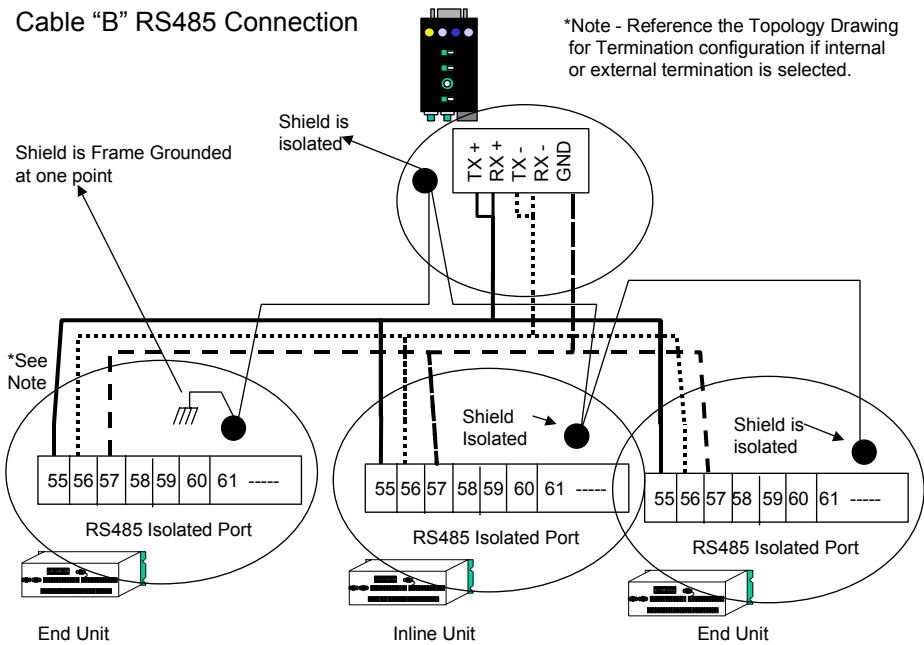 Cable “B” RS485 Connection
*Note - Reference the Topology Drawing
for Termination configuration if internal
or external termination is selected.
Shield is
isolated
Shield is Frame Grounded
at one point
TX +
RX +
TX -
RX -
GND
*See
Note
Shield
Isolated
Shield is
isolated
55 56 57 58 59 60 61 -----
55 56 57 58 59 60 61 -----
55 56 57 58 59 60 61 -----
RS485 Isolated Port
RS485 Isolated Port
RS485 Isolated Port
End Unit
Inline Unit
End Unit